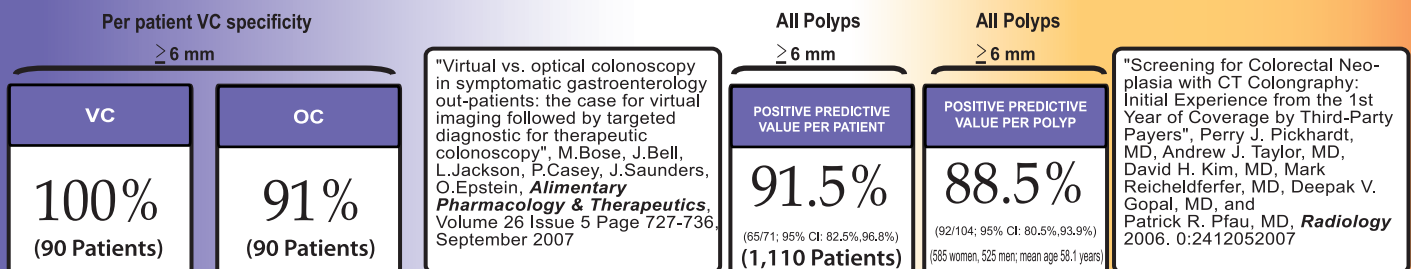 Per patient VC specificity
≥ 6 mm
VC
100%
(90 Patients)
OC
91%
(90 Patients)
"Virtual vs. optical colonoscopy
in symptomatic gastroenterology
out-patients: the case for virtual
imaging followed by targeted
diagnostic for therapeutic
colonoscopy", M.Bose, J.Bell,
L.Jackson, P.Casey, J.Saunders,
O.Epstein, Alimentary
Pharmacology & Therapeutics,
Volume 26 Issue 5 Page 727-736,
September 2007
All Polyps
≥ 6 mm
POSITIVE PREDICTIVE
VALUE PER PATIENT
91.5%
(65/71; 95% CI: 82.5%,96.8%)
(1,110 Patients)
All Polyps
≥ 6 mm
POSITIVE PREDICTIVE
VALUE PER POLYP
88.5%
(92/104; 95% CI: 80.5%,93.9%)
(585 women, 525 men; mean age 58.1 years)
"Screening for Colorectal Neo-
plasia with CT Colongraphy:
Initial Experience from the 1st
Year of Coverage by Third-Party
Payers", Perry J. Pickhardt,
MD, Andrew J. Taylor, MD,
David H. Kim, MD, Mark
Reicheldferfer, MD, Deepak V.
Gopal, MD, and
Patrick R. Pfau, MD, Radiology
2006. 0:2412052007